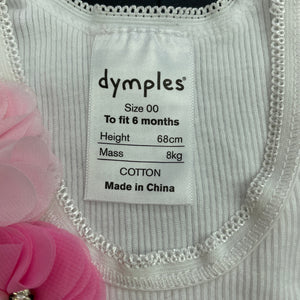 dymples®
Size 00
To fit 6 months
Height 68cm
Mass 8kg
COTTON
Made in China